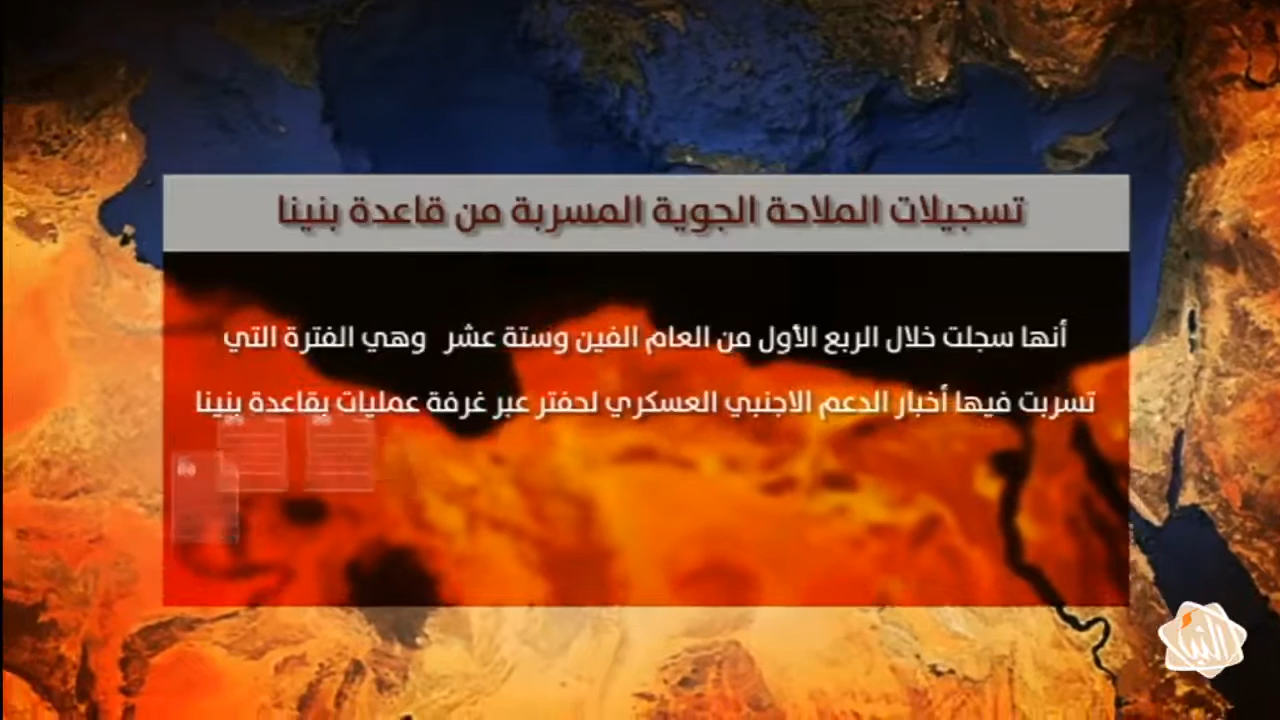 تسجيلات الملاحة الجوية المسربة من قاعدة بنينا
أنها سجلت خلال الربع الأول من العام الفين وستة عشر وهي الفترة التي
تسربت فيها أخبار الدعم الاجنبي العسكري لحفتر عبر غرفة عمليات بقاعدة بنينا
النبأ